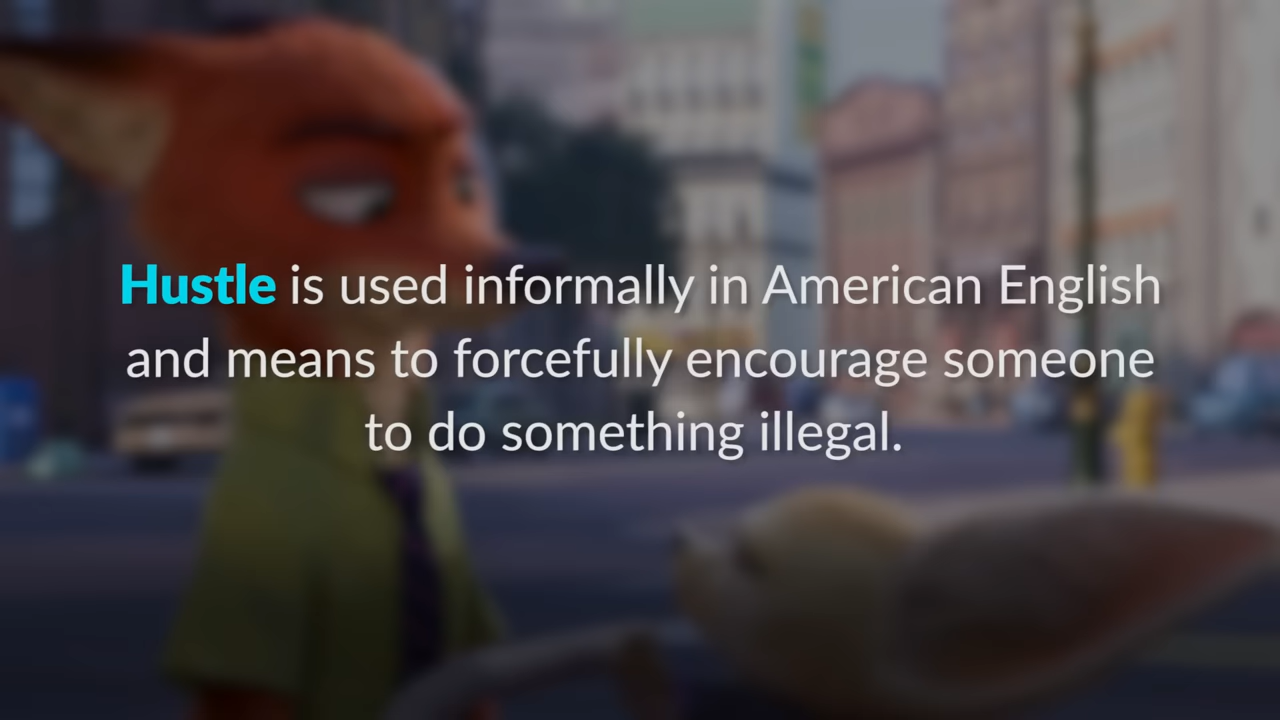 Hustle is used informally in American English
and means to forcefully encourage someone
to do something illegal.